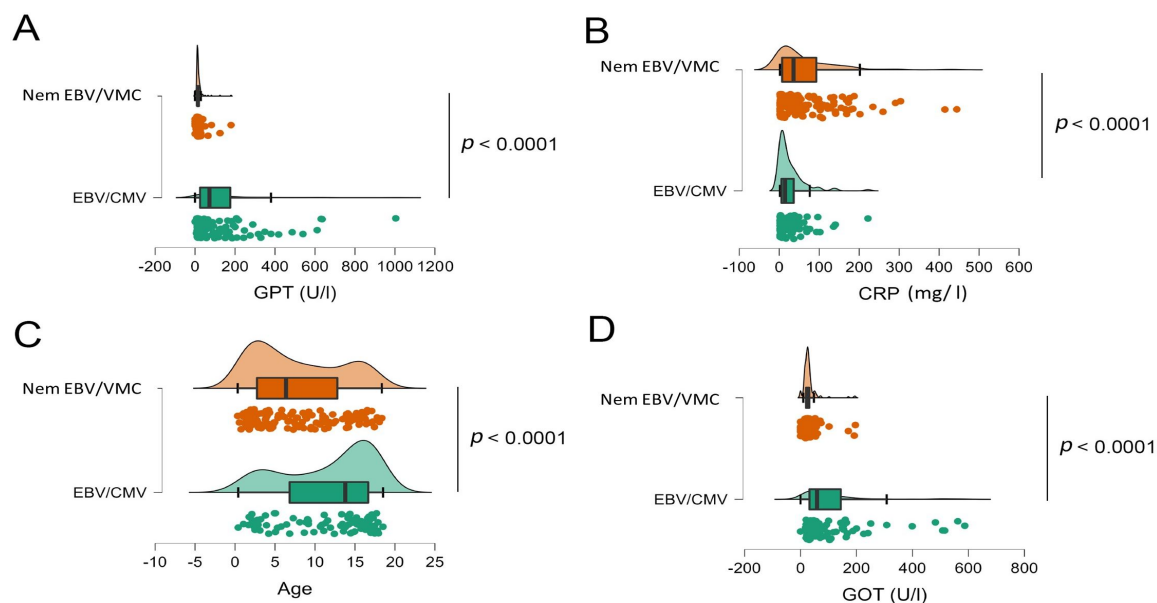 A
Nem EBV/VMC
EBV/CMV
p < 0.0001
-200 0 200 400 600 800 1000 1200
GPT (U/l)
B
Nem EBV/VMC
EBV/CMV
p < 0.0001
-100 0 100 200 300 400 500 600
CRP (mg/ l)
C
Nem EBV/VMC
EBV/CMV
p < 0.0001
-10 -5 0 5 10 15 20 25
Age
D
Nem EBV/VMC
EBV/CMV
p < 0.0001
-200 0 200 400 600 800
GOT (U/l)